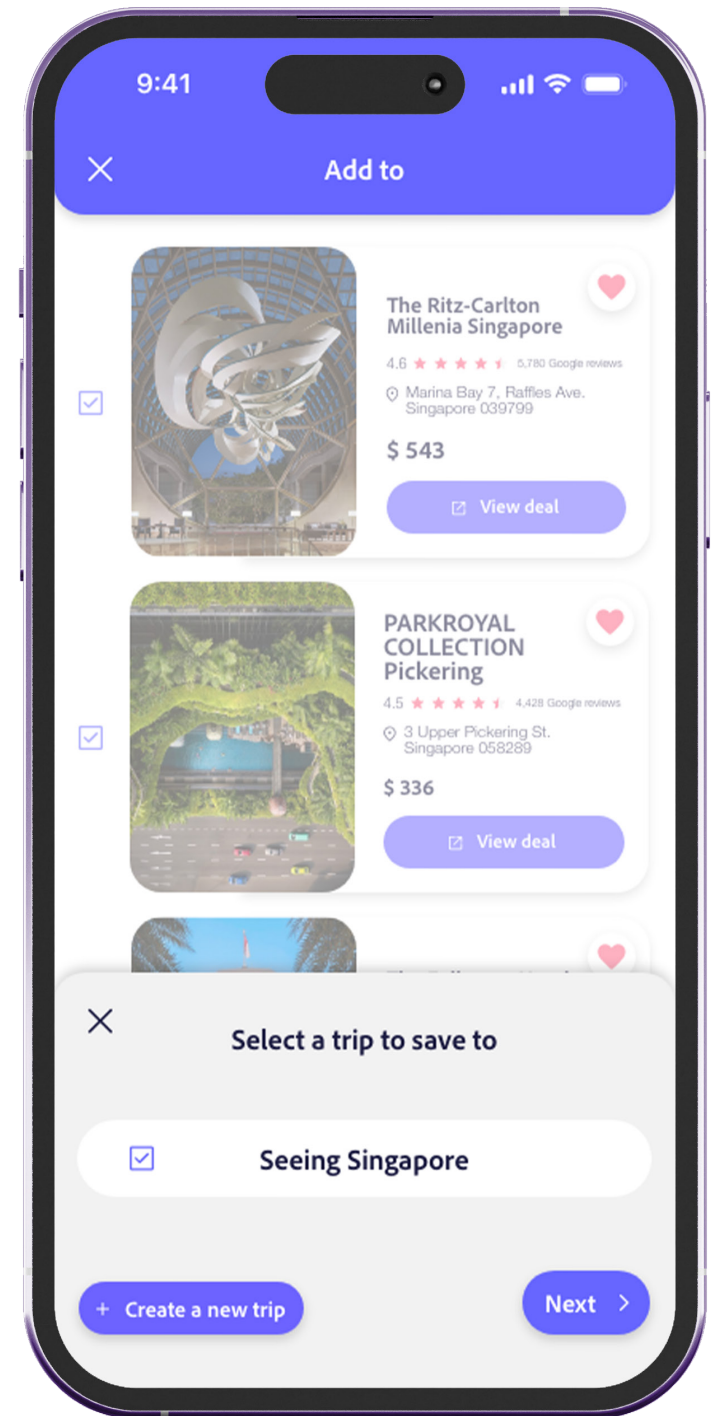 9:41
Add to
The Ritz-Carlton
Millenia Singapore
4.6
5,780 Google reviews
Marina Bay 7, Raffles Ave.
Singapore 039799
$ 543
View deal
PARKROYAL
COLLECTION
Pickering
4.5
4,428 Google reviews
3 Upper Pickering St.
Singapore 058289
$ 336
View deal
Select a trip to save to
Seeing Singapore
+ Create a new trip
Next